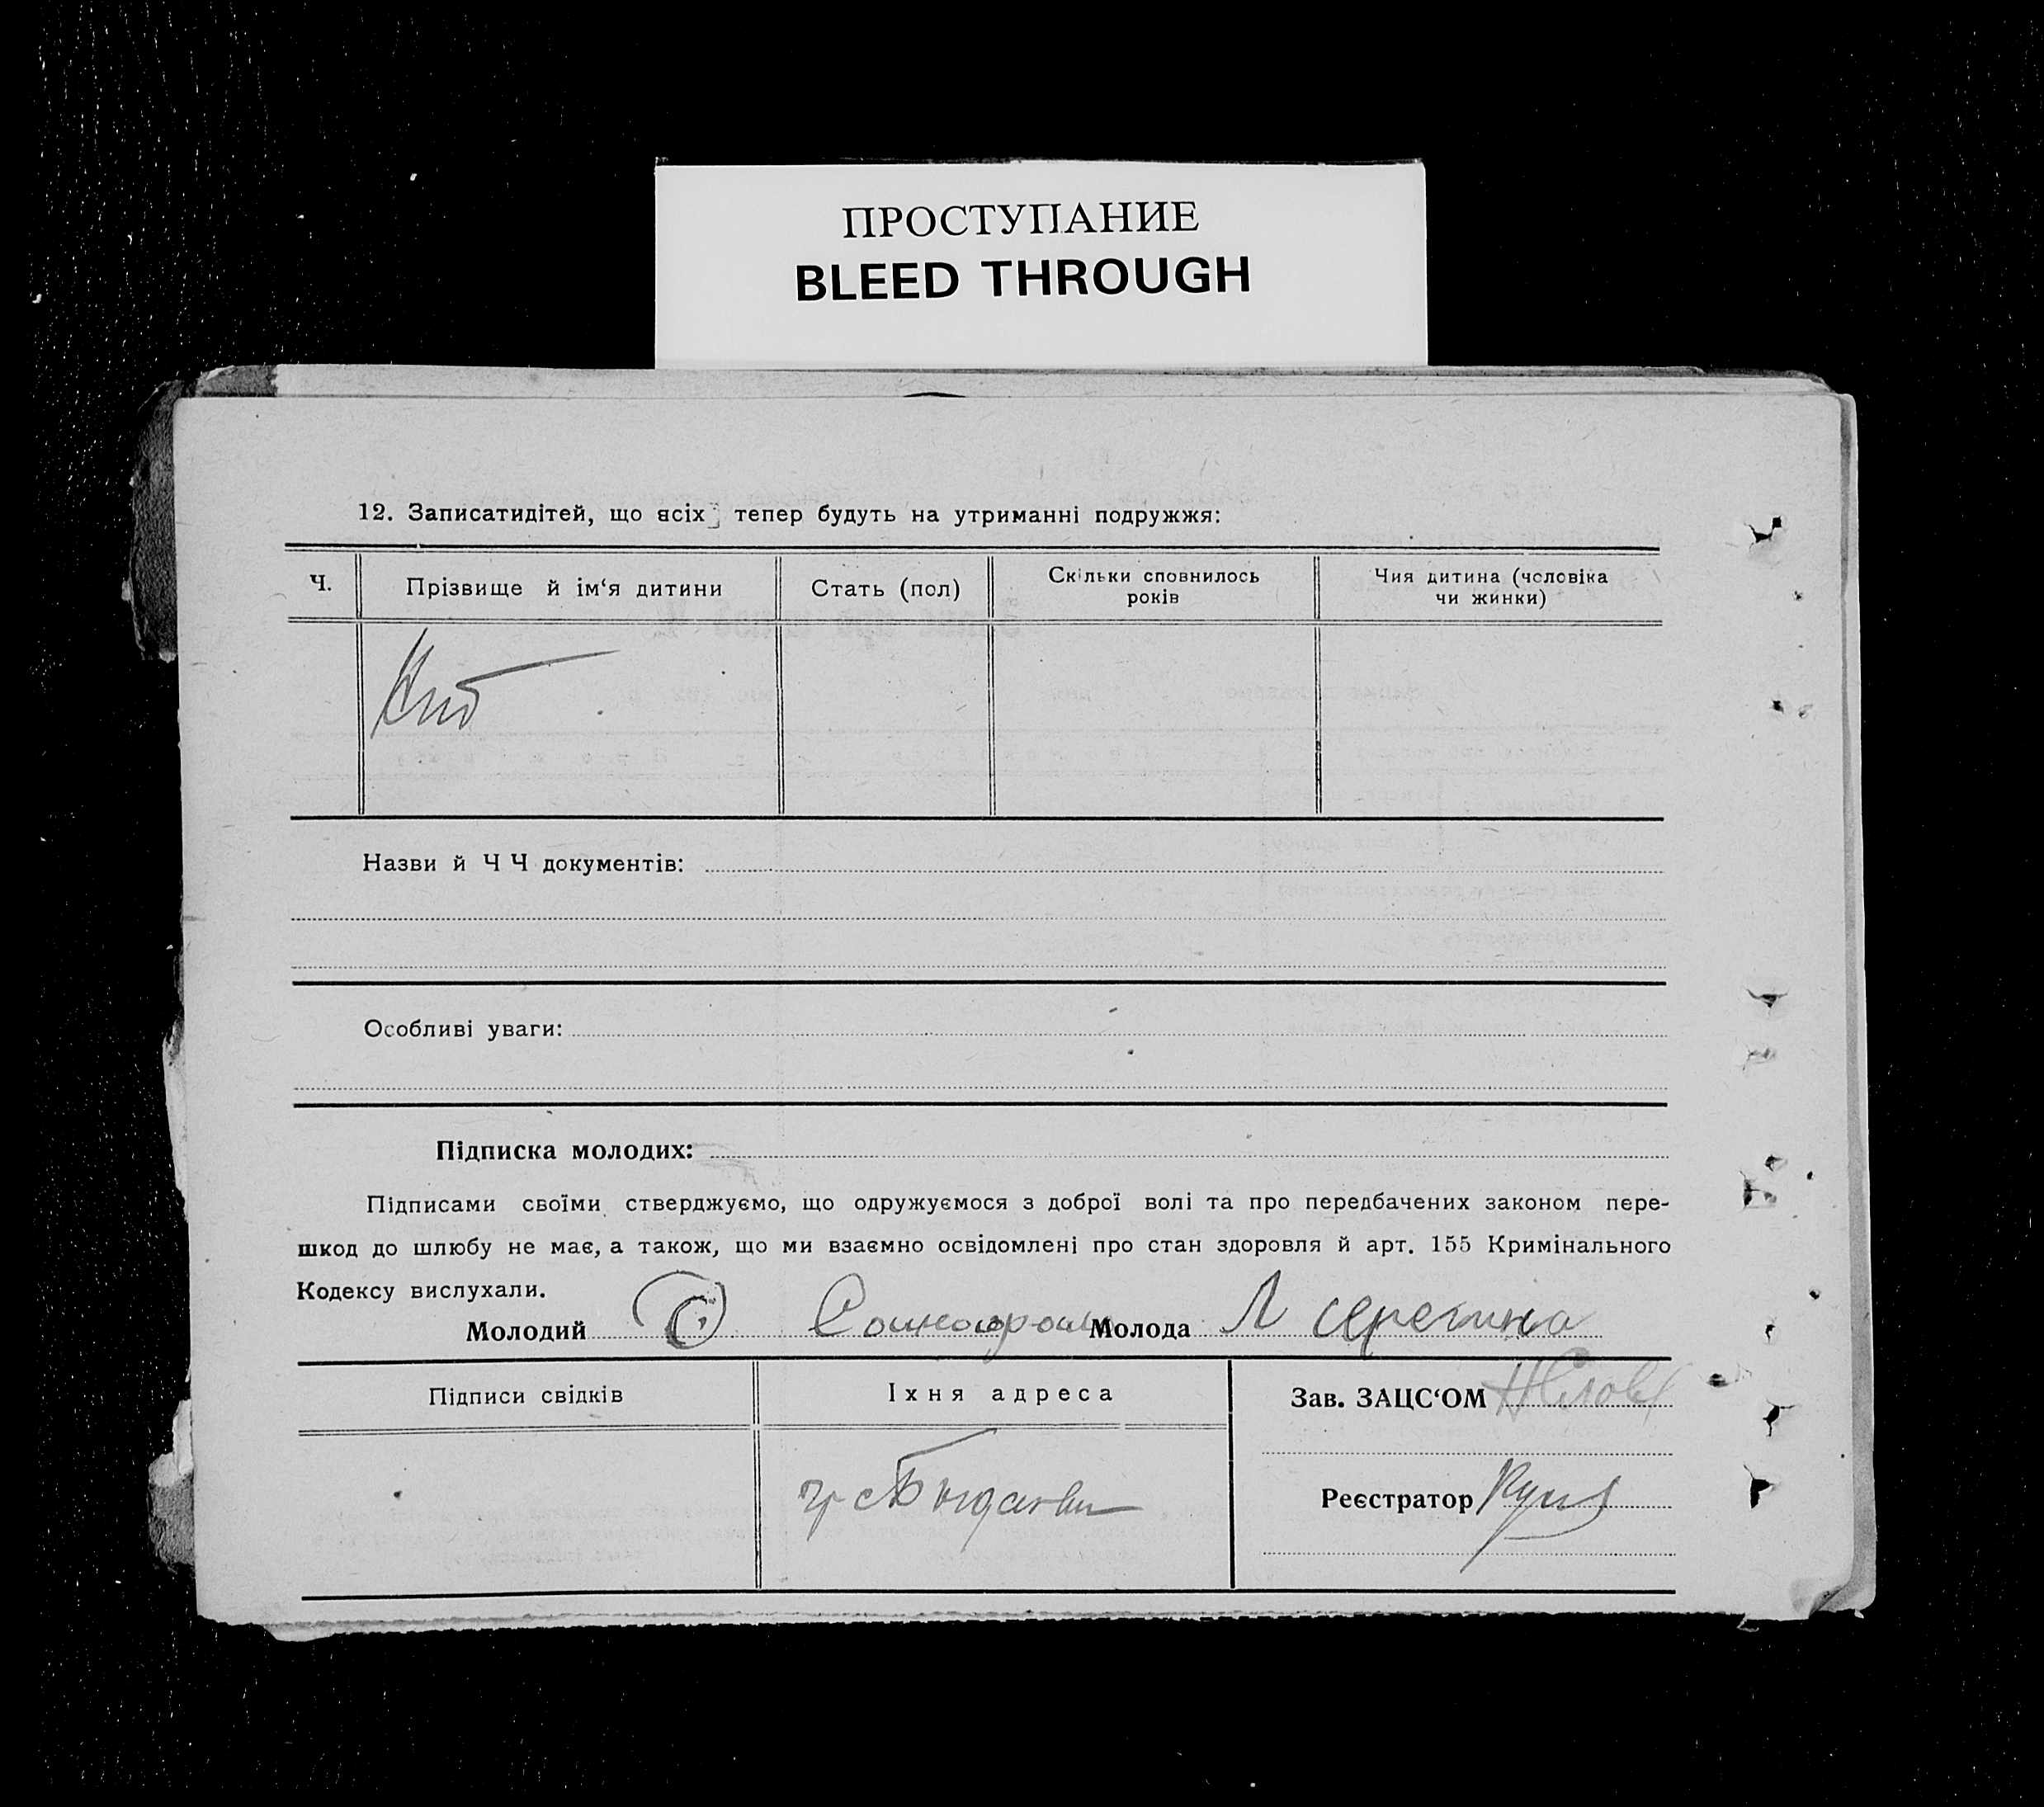 ПРОСТУПАНИЕ
BLEED THROUGH
12. Записатидітей, що всіх тепер будуть на утриманні подружжя:
Ч.
Прізвище й ім‘я дитини
Стать (пол)
Скільки сповнилось
років
Чия дитина (чоловіка
чи жинки)
Назви й Ч Ч документів:
Особливі уваги:
Підписка молодих:
Підписами своїми стверджуємо, що одружуємося з доброї волі та про передбачених законом пере-
шкод до шлюбу не має, а також, що ми взаємно освідомлені про стан здоровля й арт. 155 Кримінального
Кодексу вислухали.
Молодий
Молода Л Серегина
Підписи свідків
Їхня адреса
Зав. ЗАЦС‘ОМ
Реєстратор